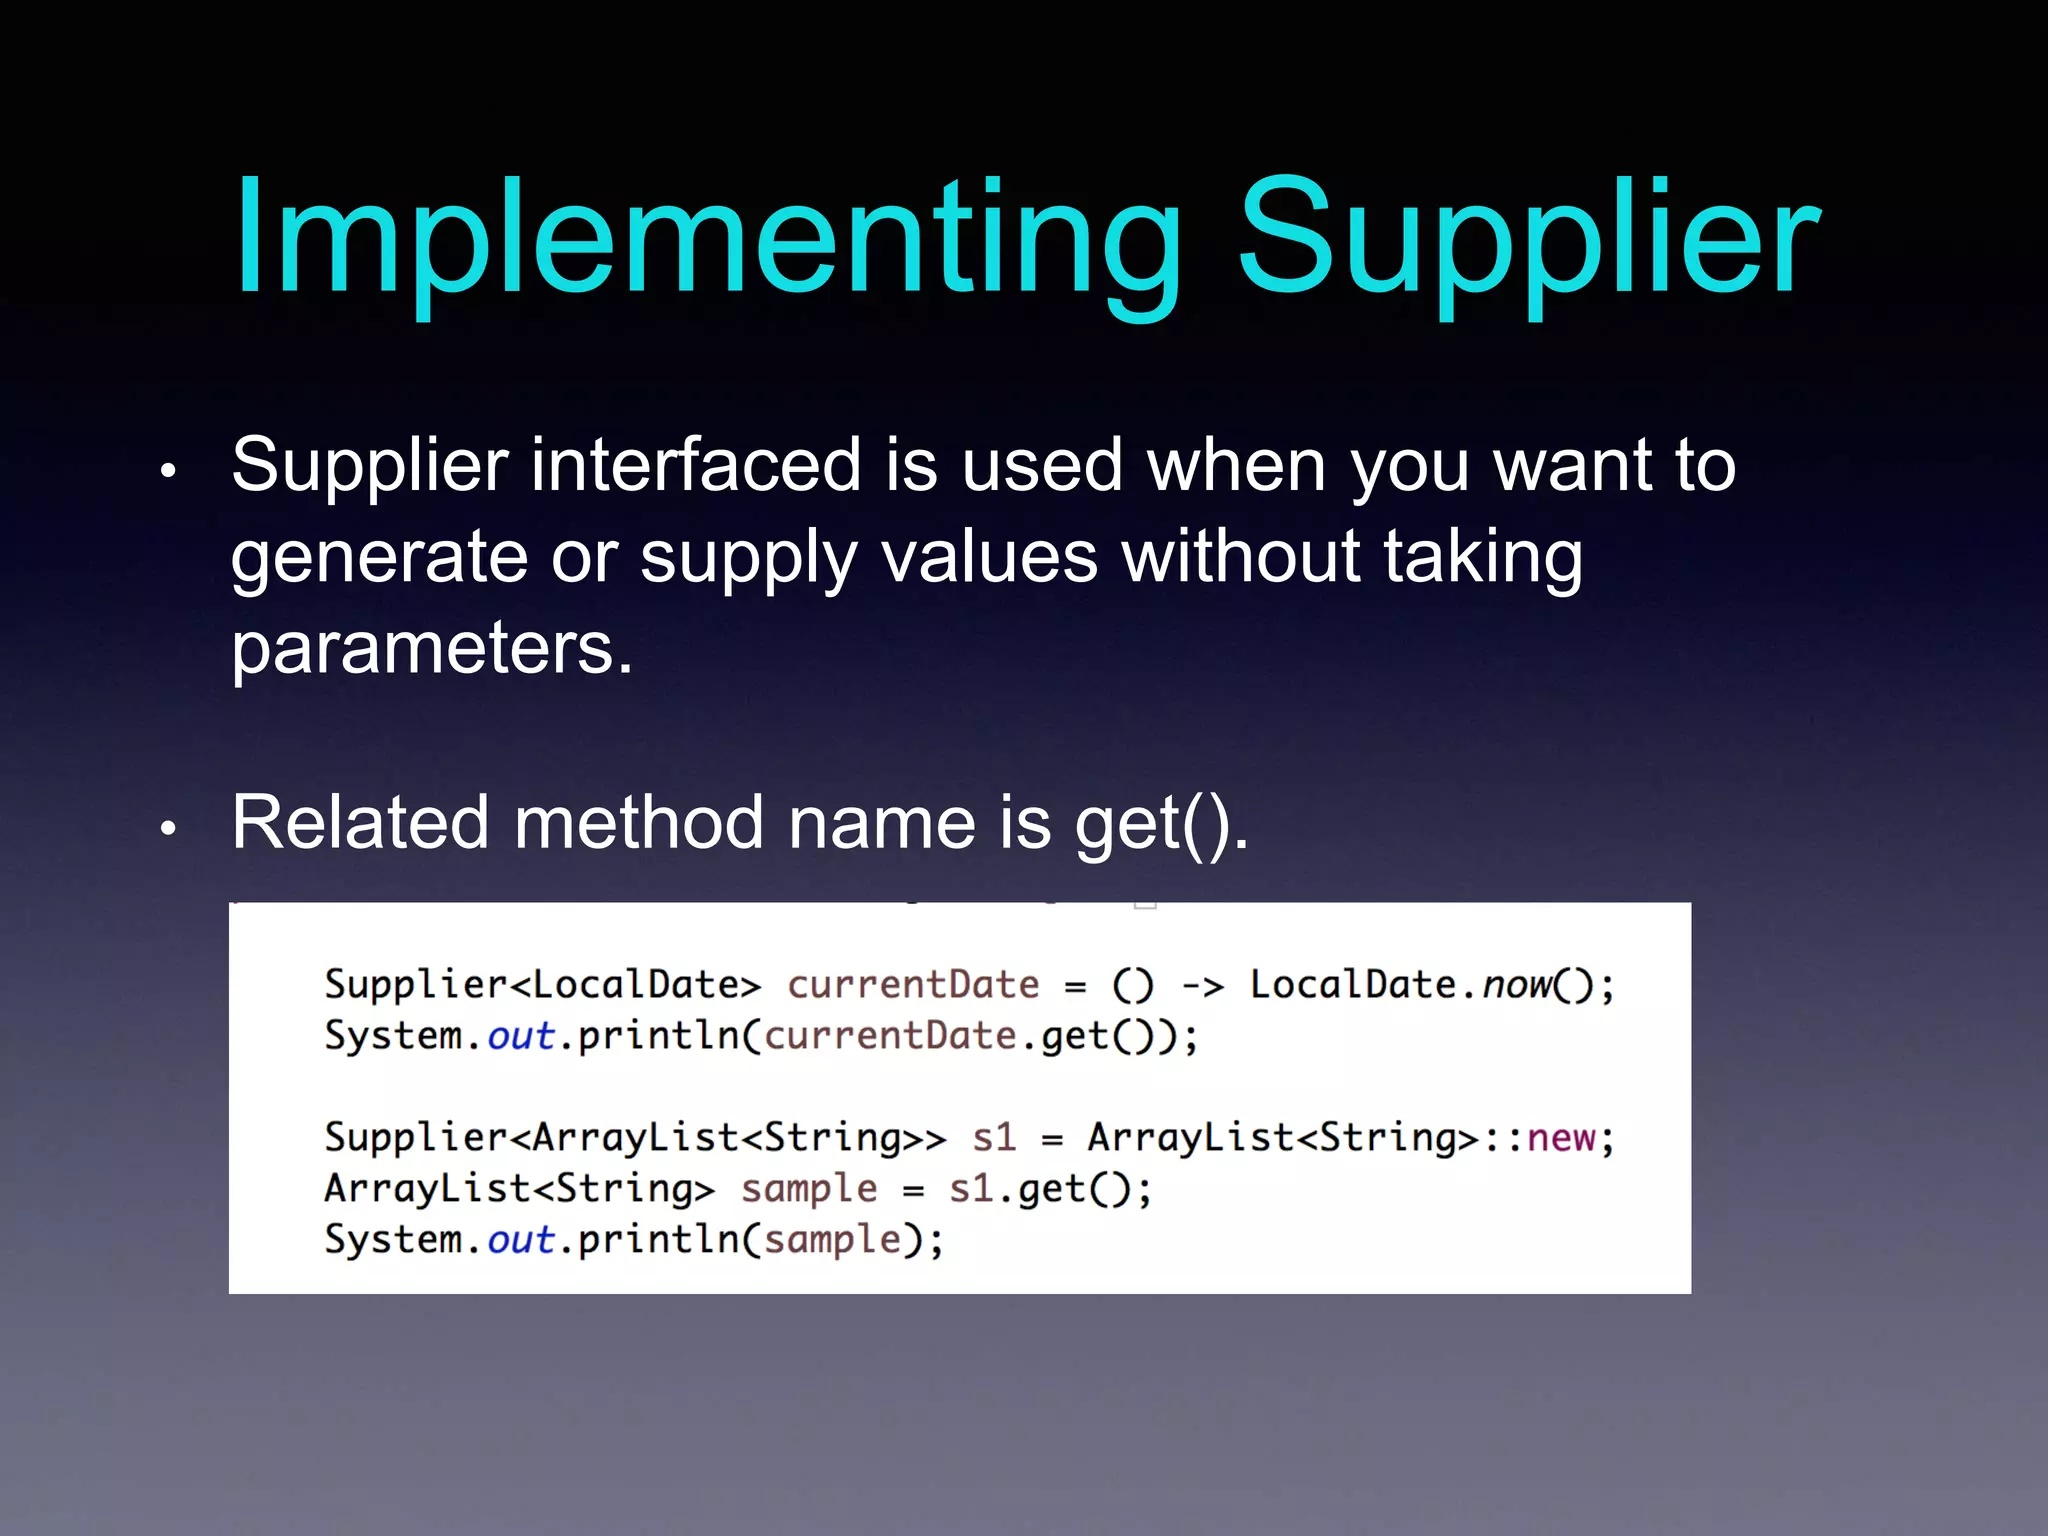 Implementing Supplier
• Supplier interfaced is used when you want to
generate or supply values without taking
parameters.
• Related method name is get().
Supplier<LocalDate> currentDate = () -> LocalDate.now();
System.out.println(currentDate.get());
Supplier<ArrayList<String>> s1 = ArrayList<String>::new;
ArrayList<String> sample = s1.get();
System.out.println(sample);